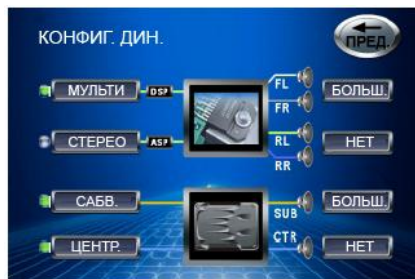 КОНФИГ. ДИН.
ПРЕД.
МУЛЬТИ DSP FL БОЛЬШ.
FR
СТЕРЕО ASP RL НЕТ
RR
САБВ. SUB БОЛЬШ.
ЦЕНТР. CTR НЕТ